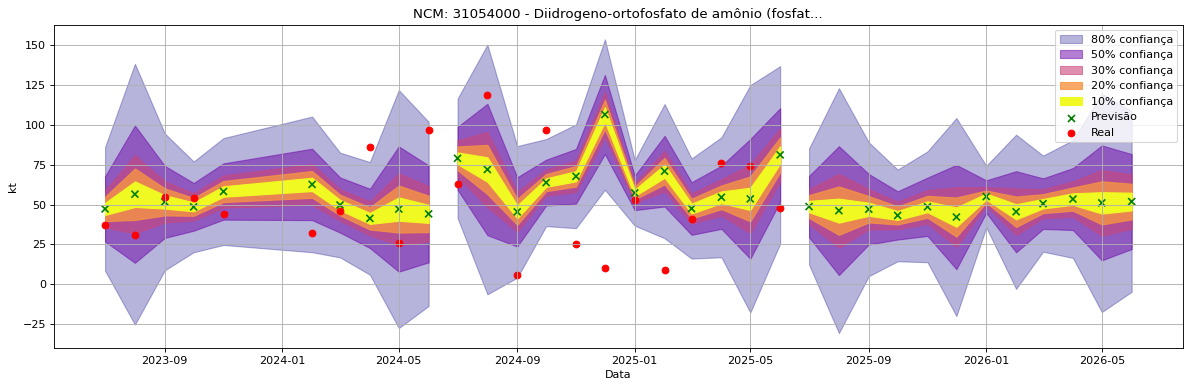 NCM: 31054000 - Diidrogeno-ortofosfato de amônio (fosfat...
80% confiança
50% confiança
30% confiança
20% confiança
10% confiança
Previsão
Real
kt
150
125
100
75
50
25
0
−25
2023-09
2024-01
2024-05
2024-09
2025-01
2025-05
2025-09
2026-01
2026-05
Data